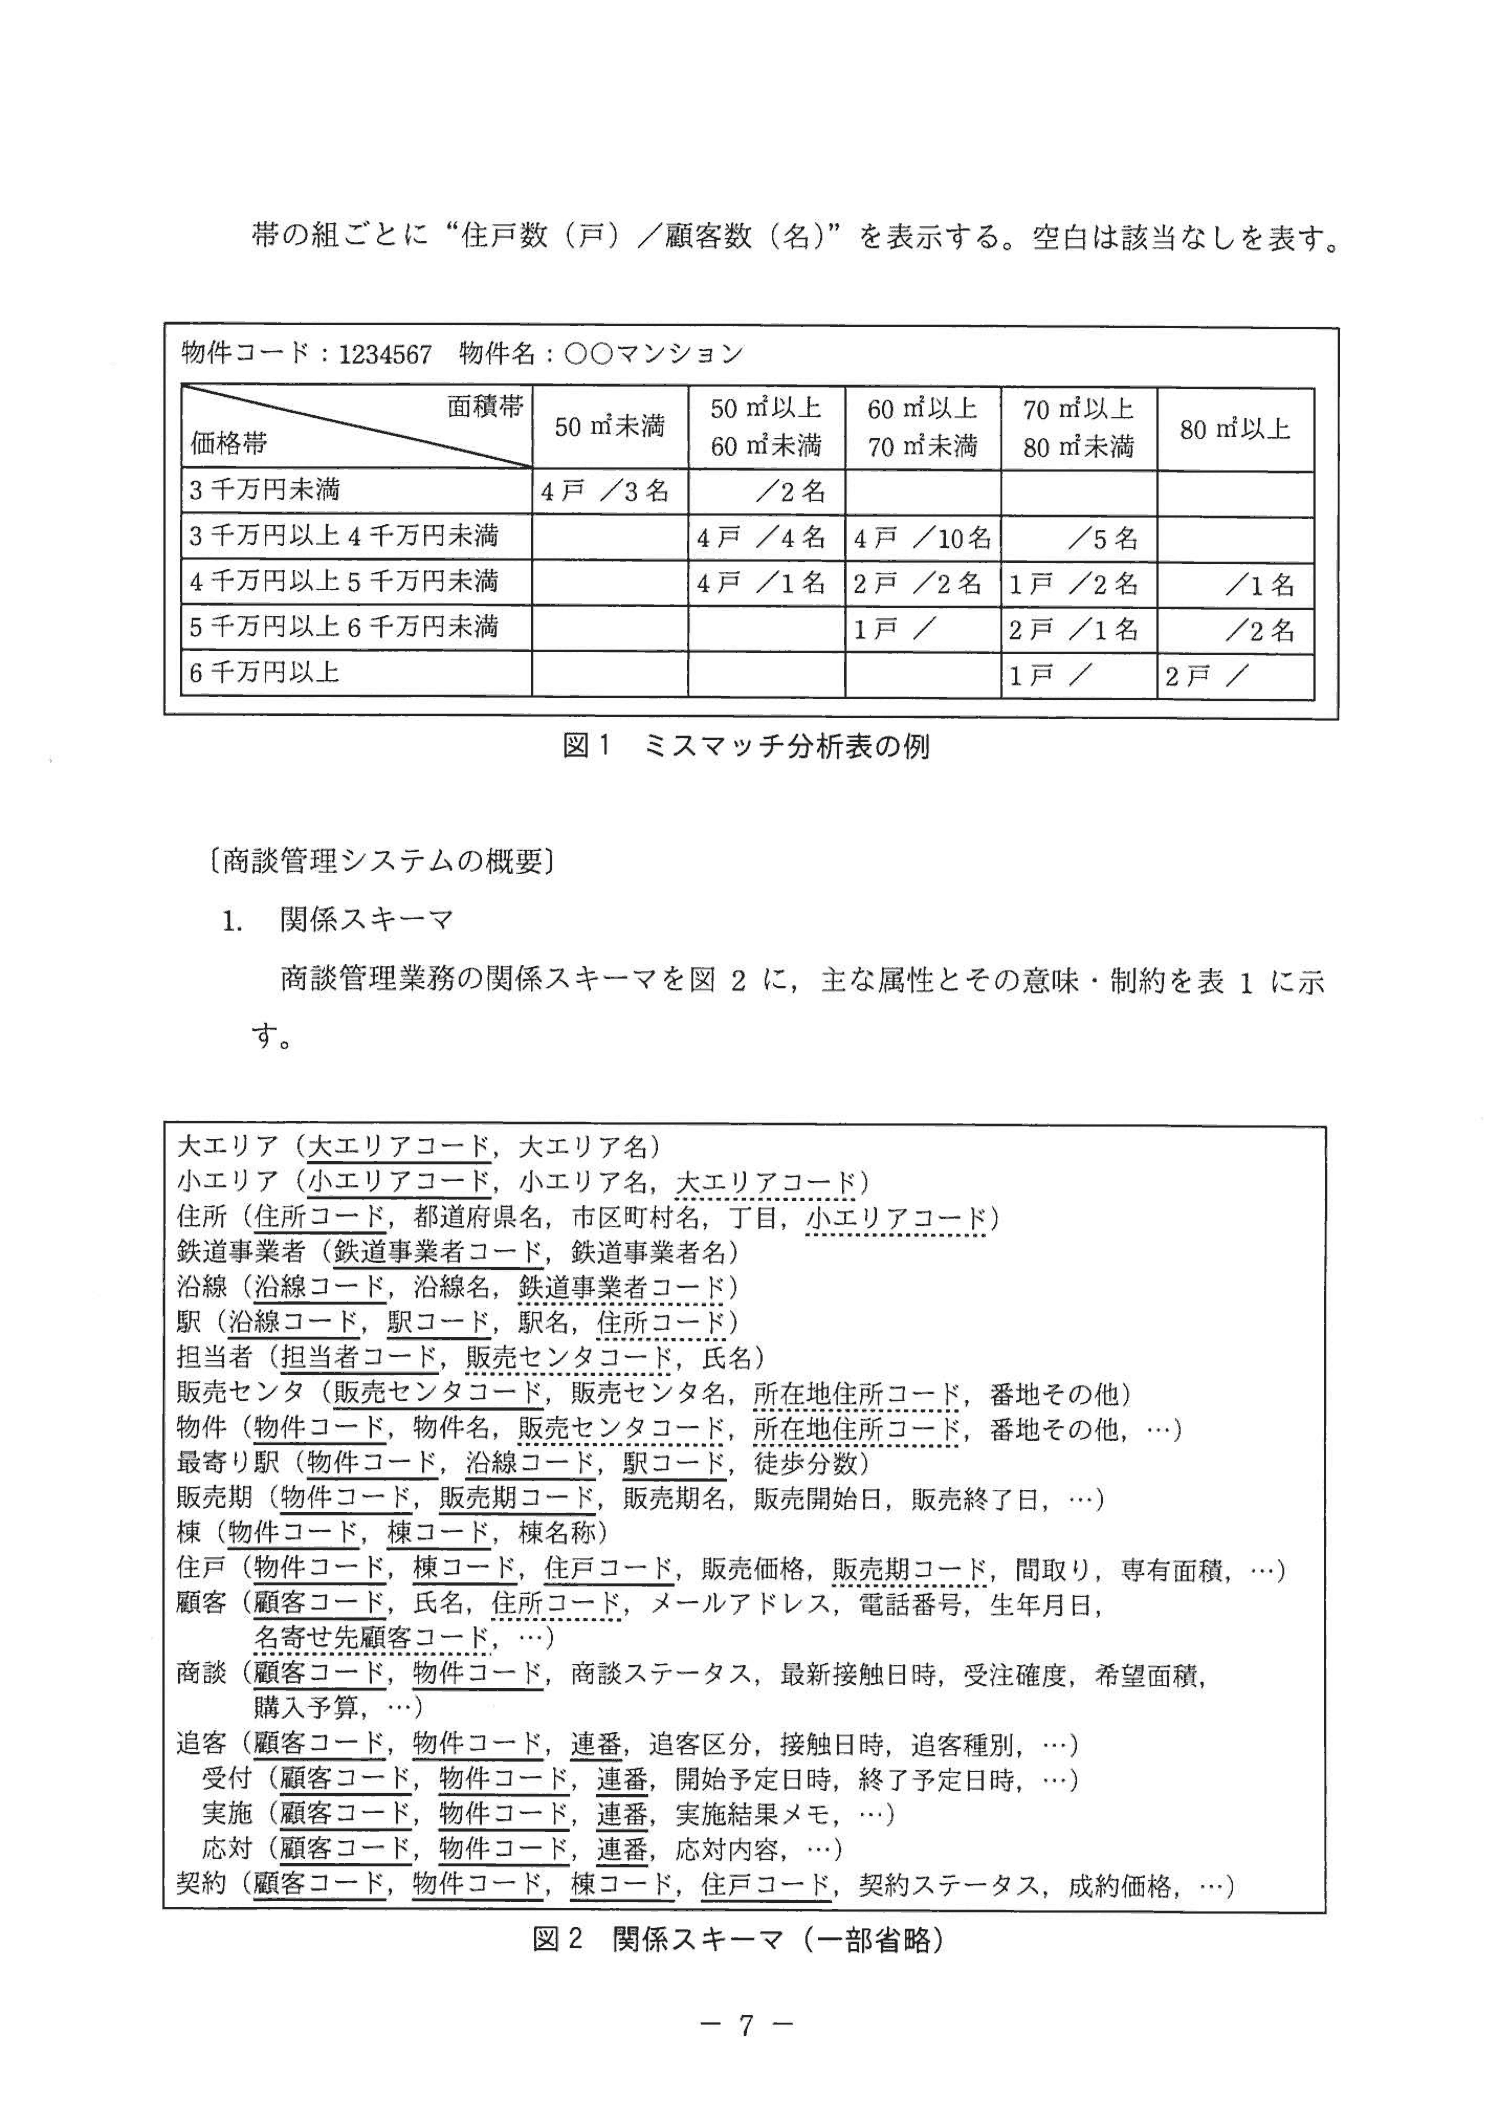 帯の組ごとに“住戸数（戸）／顧客数（名）”を表示する。空白は該当なしを表す。
物件コード：1234567　物件名：○○マンション
面積帯
価格帯
50 ㎡未満
50 ㎡以上
60 ㎡未満
60 ㎡以上
70 ㎡未満
70 ㎡以上
80 ㎡未満
80 ㎡以上
3 千万円未満　4 戸 ／3 名　／2 名
3 千万円以上 4 千万円未満　4 戸 ／4 名　4 戸 ／10 名　／5 名
4 千万円以上 5 千万円未満　4 戸 ／1 名　2 戸 ／2 名　1 戸 ／2 名　／1 名
5 千万円以上 6 千万円未満　1 戸 ／　2 戸 ／1 名　／2 名
6 千万円以上　1 戸 ／　2 戸 ／
図 1　ミスマッチ分析表の例
〔商談管理システムの概要〕
1.　関係スキーマ
商談管理業務の関係スキーマを図 2 に，主な属性とその意味・制約を表 1 に示
す。
大エリア（大エリアコード，大エリア名）
小エリア（小エリアコード，小エリア名，大エリアコード）
住所（住所コード，都道府県名，市区町村名，丁目，小エリアコード）
鉄道事業者（鉄道事業者コード，鉄道事業者名）
沿線（沿線コード，沿線名，鉄道事業者コード）
駅（沿線コード，駅コード，駅名，住所コード）
担当者（担当者コード，販売センタコード，氏名）
販売センタ（販売センタコード，販売センタ名，所在地住所コード，番地その他）
物件（物件コード，物件名，販売センタコード，所在地住所コード，番地その他，…）
最寄り駅（物件コード，沿線コード，駅コード，徒歩分数）
販売期（物件コード，販売期コード，販売期名，販売開始日，販売終了日，…）
棟（物件コード，棟コード，棟名称）
住戸（物件コード，棟コード，住戸コード，販売価格，販売期コード，間取り，専有面積，…）
顧客（顧客コード，氏名，住所コード，メールアドレス，電話番号，生年月日，
名寄せ先顧客コード，…）
商談（顧客コード，物件コード，商談ステータス，最新接触日時，受注確度，希望面積，
購入予算，…）
追客（顧客コード，物件コード，連番，追客区分，接触日時，追客種別，…）
受付（顧客コード，物件コード，連番，開始予定日時，終了予定日時，…）
実施（顧客コード，物件コード，連番，実施結果メモ，…）
応対（顧客コード，物件コード，連番，応対内容，…）
契約（顧客コード，物件コード，棟コード，住戸コード，契約ステータス，成約価格，…）
図 2　関係スキーマ（一部省略）
－ 7 －